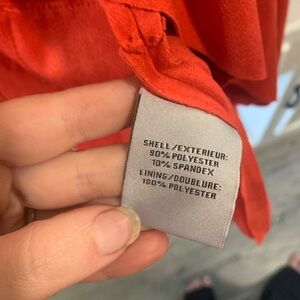 SHELL/EXTERIEUR:
90% POLYESTER
10% SPANDEX
LINING/DOUBLURE:
100% POLYESTER